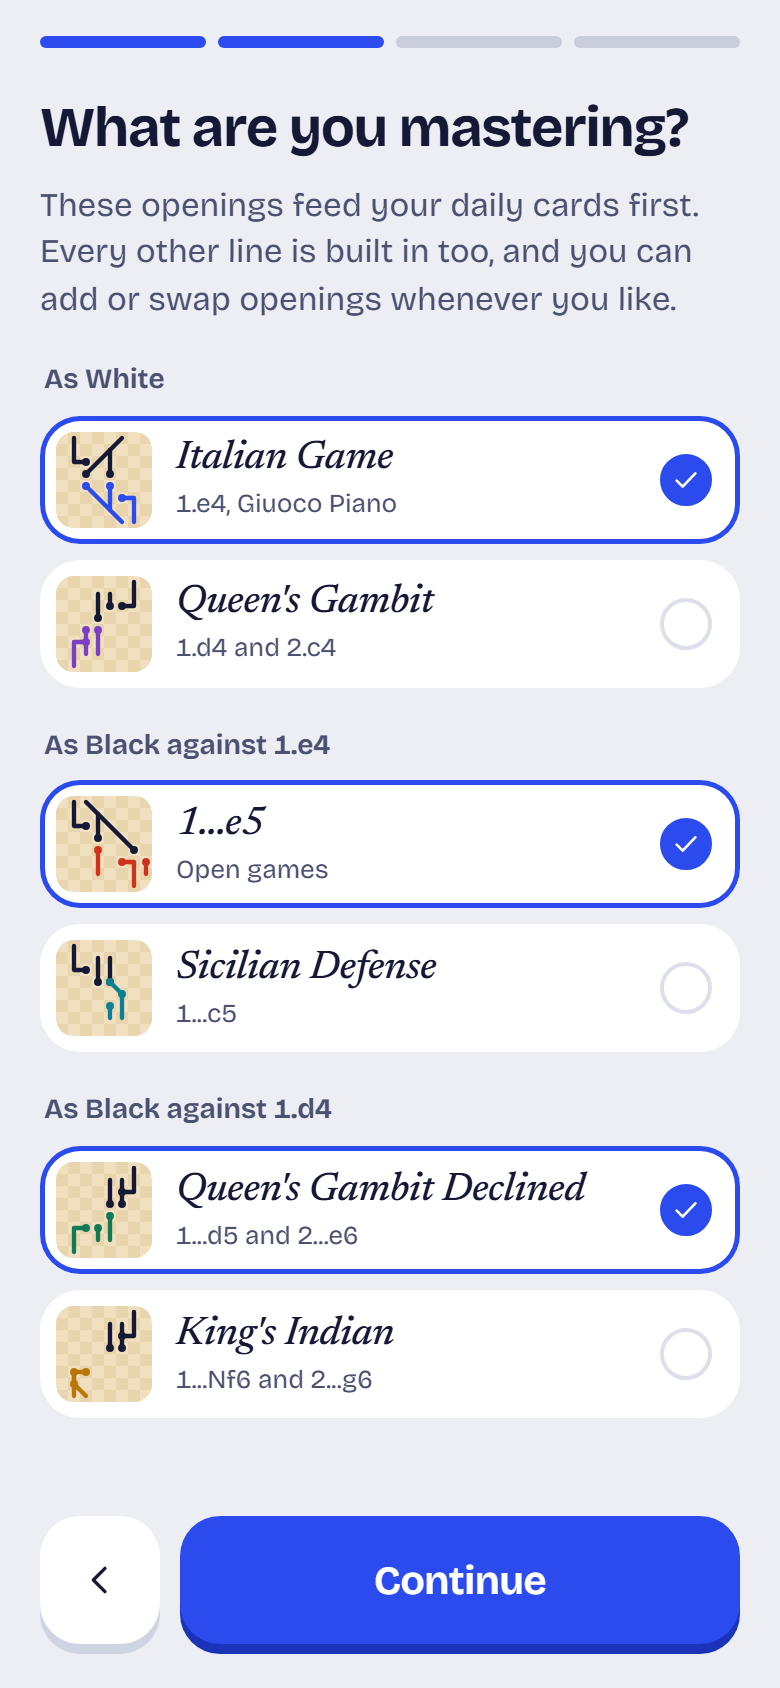 What are you mastering?
These openings feed your daily cards first.
Every other line is built in too, and you can
add or swap openings whenever you like.
As White
Italian Game
1.e4, Giuoco Piano
Queen's Gambit
1.d4 and 2.c4
As Black against 1.e4
1...e5
Open games
Sicilian Defense
1...c5
As Black against 1.d4
Queen's Gambit Declined
1...d5 and 2...e6
King's Indian
1...Nf6 and 2...g6
Continue